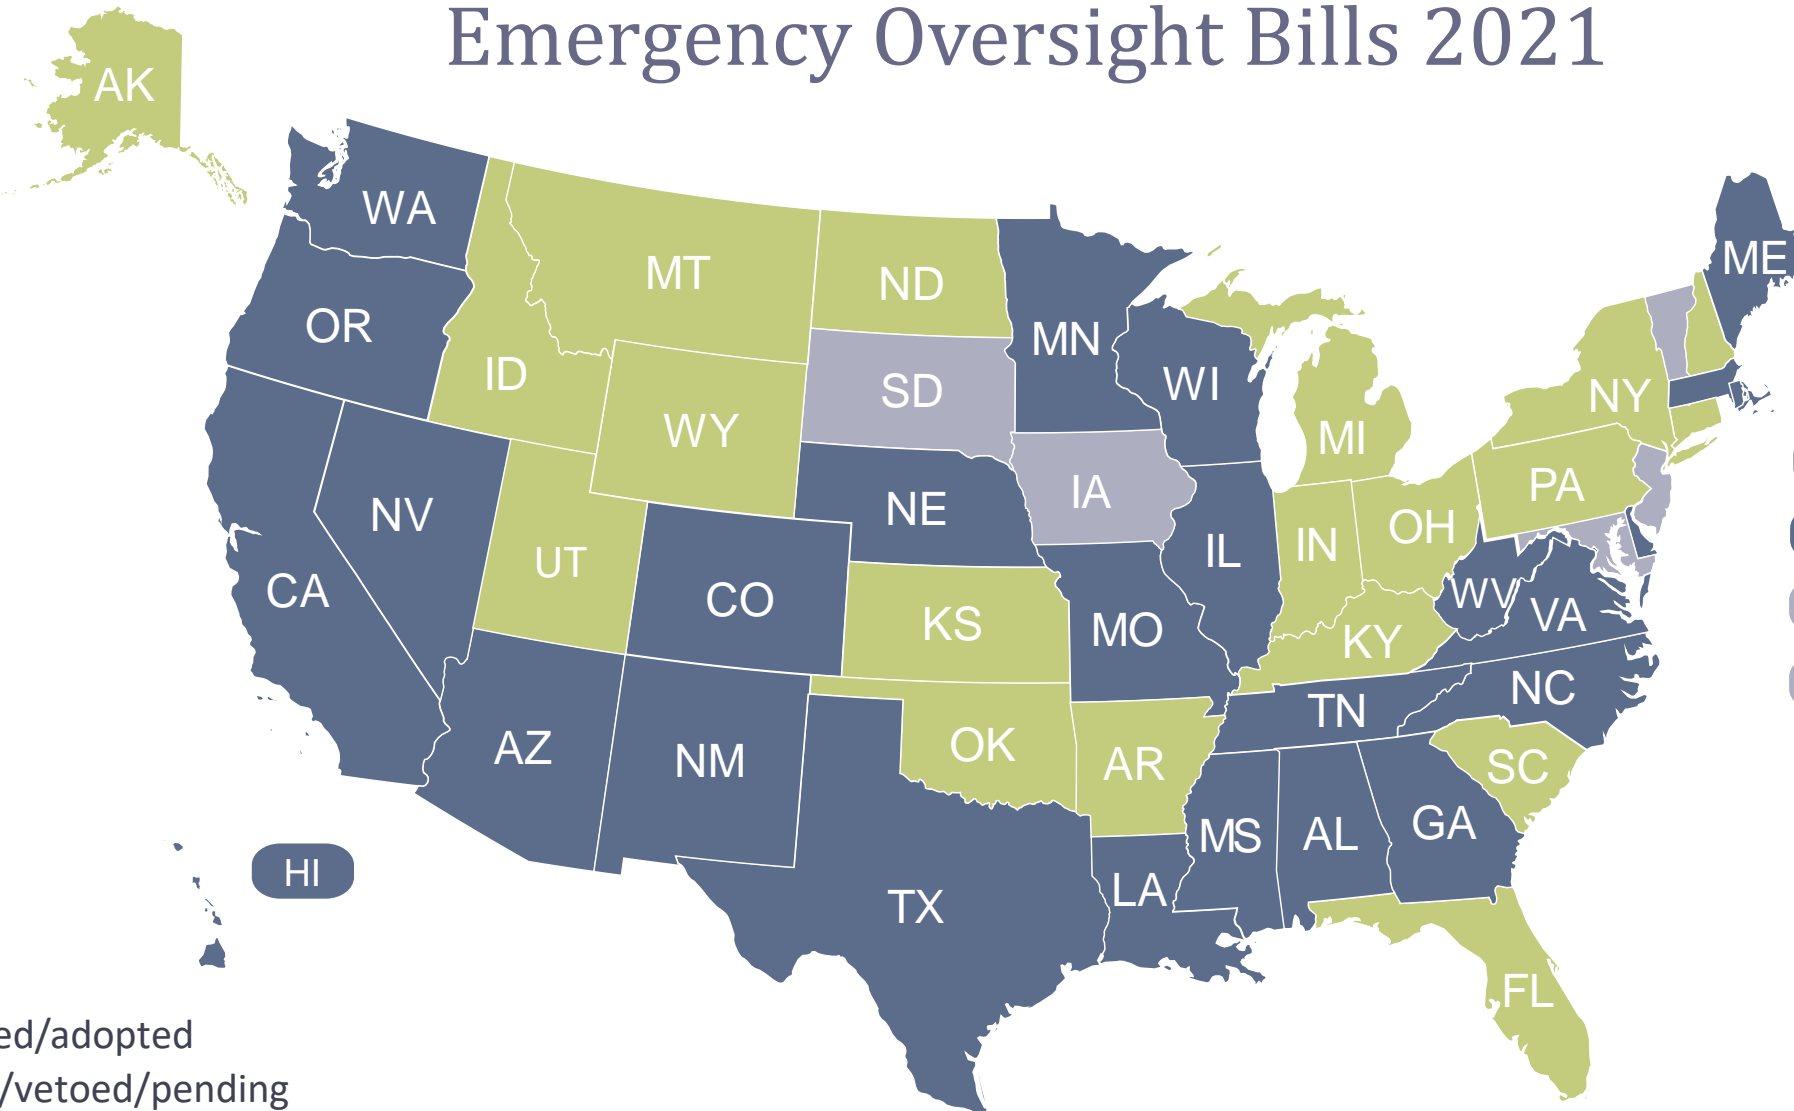 Emergency Oversight Bills 2021
AK
WA
ME
MT
ND
OR
MN
ID
SD
WI
NY
WY
MI
PA
IA
NE
NV
OH
IN
IL
UT
CA
CO
WV
VA
KS
MO
KY
NC
TN
AZ
OK
NM
AR
SC
GA
MS
AL
HI
LA
TX
FL
ed/adopted
/vetoed/pending